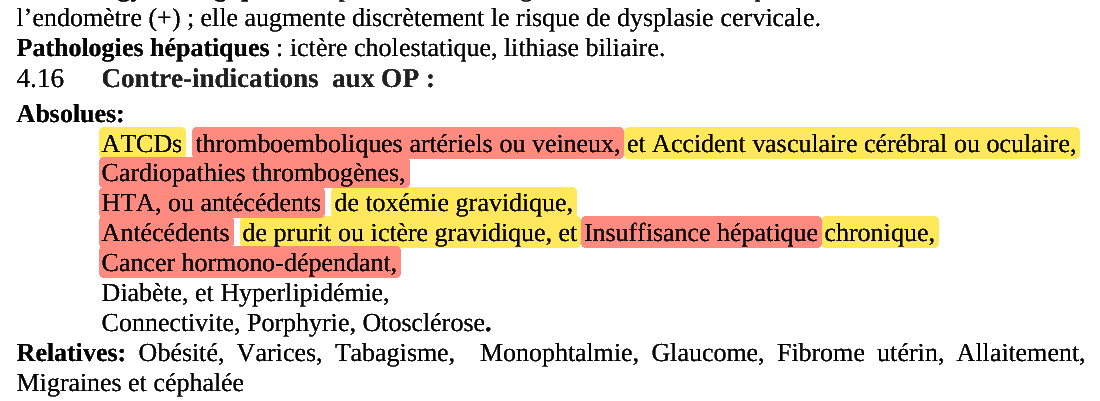 l'endomètre (+) ; elle augmente discrètement le risque de dysplasie cervicale.
Pathologies hépatiques : ictère cholestatique, lithiase biliaire.
4.16 Contre-indications aux OP :
Absolues:
ATCDs thromboemboliques artériels ou veineux, et Accident vasculaire cérébral ou oculaire,
Cardiopathies thrombogènes,
HTA, ou antécédents de toxémie gravidique,
Antécédents de prurit ou ictère gravidique, et Insuffisance hépatique chronique,
Cancer hormono-dépendant,
Diabète, et Hyperlipidémie,
Connectivite, Porphyrie, Otosclérose.
Relatives: Obésité, Varices, Tabagisme, Monophtalmie, Glaucome, Fibrome utérin, Allaitement,
Migraines et céphalée